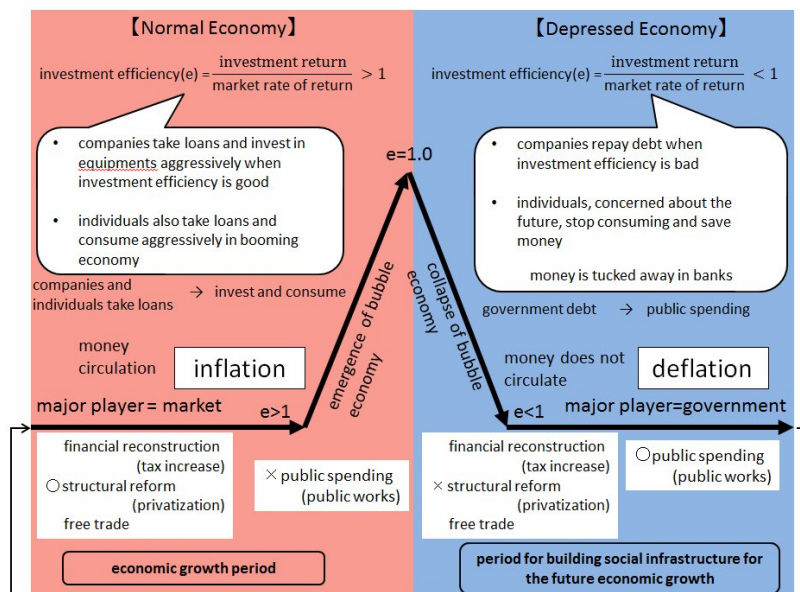 【Normal Economy】
investment efficiency(e) = investment return / market rate of return > 1
• companies take loans and invest in
equipments aggressively when
investment efficiency is good
• individuals also take loans and
consume aggressively in booming
economy
companies and
individuals take loans → invest and consume
money
circulation
inflation
major player = market
e>1
emergence of bubble
economy
e=1.0
financial reconstruction
(tax increase)
○ structural reform
(privatization)
free trade
× public spending
(public works)
economic growth period
【Depressed Economy】
investment efficiency(e) = investment return / market rate of return < 1
• companies repay debt when
investment efficiency is bad
• individuals, concerned about the
future, stop consuming and save
money
money is tucked away in banks
government debt → public spending
collapse of bubble
economy
money does not
circulate
deflation
e<1
major player=government
financial reconstruction
(tax increase)
× structural reform
(privatization)
free trade
○ public spending
(public works)
period for building social infrastructure for
the future economic growth